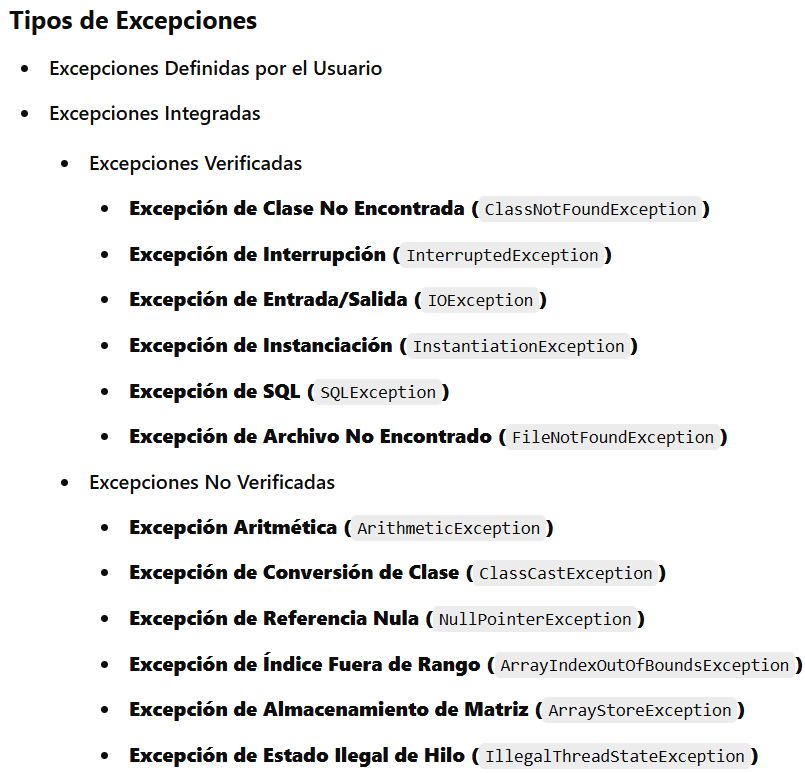 Tipos de Excepciones
• Excepciones Definidas por el Usuario
• Excepciones Integradas
• Excepciones Verificadas
• Excepción de Clase No Encontrada (ClassNotFoundException)
• Excepción de Interrupción (InterruptedException)
• Excepción de Entrada/Salida (IOException)
• Excepción de Instanciación (InstantiationException)
• Excepción de SQL (SQLException)
• Excepción de Archivo No Encontrado (FileNotFoundException)
• Excepciones No Verificadas
• Excepción Aritmética (ArithmeticException)
• Excepción de Conversión de Clase (ClassCastException)
• Excepción de Referencia Nula (NullPointerException)
• Excepción de Índice Fuera de Rango (ArrayIndexOutOfBoundsException)
• Excepción de Almacenamiento de Matriz (ArrayStoreException)
• Excepción de Estado Ilegal de Hilo (IllegalThreadStateException)